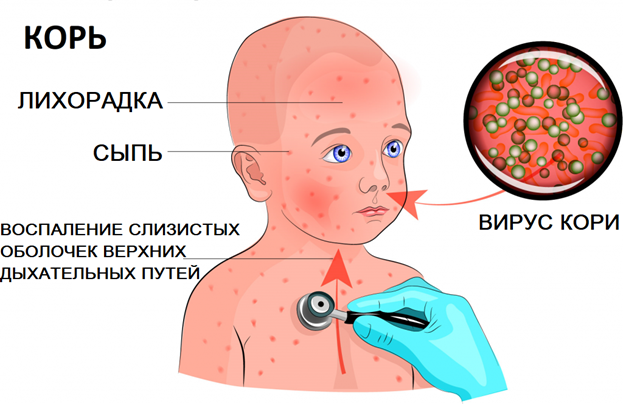 КОРЬ
ЛИХОРАДКА
СЫПЬ
ВОСПАЛЕНИЕ СЛИЗИСТЫХ
ОБОЛОЧЕК ВЕРХНИХ
ДЫХАТЕЛЬНЫХ ПУТЕЙ
ВИРУС КОРИ